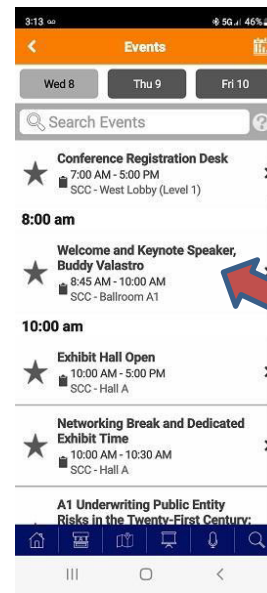 3:13
5G 46%
Events
Wed 8
Thu 9
Fri 10
Search Events
?
Conference Registration Desk
7:00 AM - 5:00 PM
SCC - West Lobby (Level 1)
8:00 am
Welcome and Keynote Speaker,
Buddy Valastro
8:45 AM - 10:00 AM
SCC - Ballroom A1
10:00 am
Exhibit Hall Open
10:00 AM - 5:00 PM
SCC - Hall A
Networking Break and Dedicated
Exhibit Time
10:00 AM - 10:30 AM
SCC - Hall A
A1 Underwriting Public Entity
Risks in the Twenty-First Century: